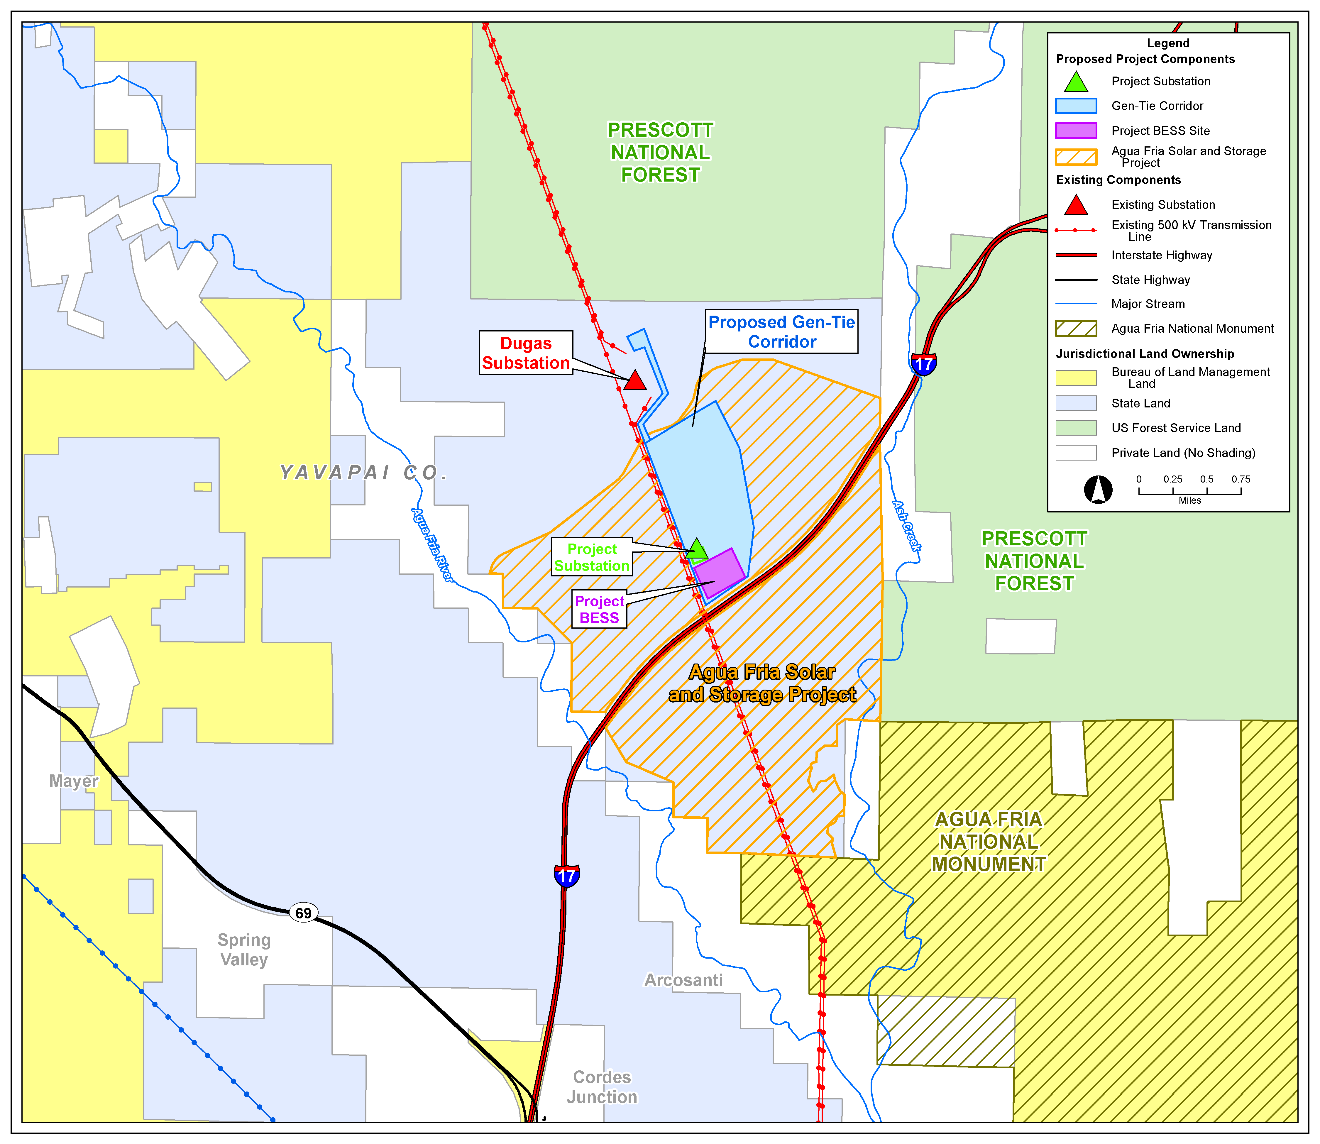 PRESCOTT
NATIONAL
FOREST
Dugas
Substation
Proposed Gen-Tie
Corridor
17
YAVAPAI CO.
Agua Fria River
Ash Creek
Project
Substation
Project
BESS
PRESCOTT
NATIONAL
FOREST
Agua Fria Solar
and Storage Project
Mayer
AGUA FRIA
NATIONAL
MONUMENT
17
69
Spring
Valley
Arcosanti
Cordes
Junction
Legend
Proposed Project Components
Project Substation
Gen-Tie Corridor
Project BESS Site
Agua Fria Solar and Storage
Project
Existing Components
Existing Substation
Existing 500 kV Transmission
Line
Interstate Highway
State Highway
Major Stream
Agua Fria National Monument
Jurisdictional Land Ownership
Bureau of Land Management
Land
State Land
US Forest Service Land
Private Land (No Shading)
0 0.25 0.5 0.75
Miles